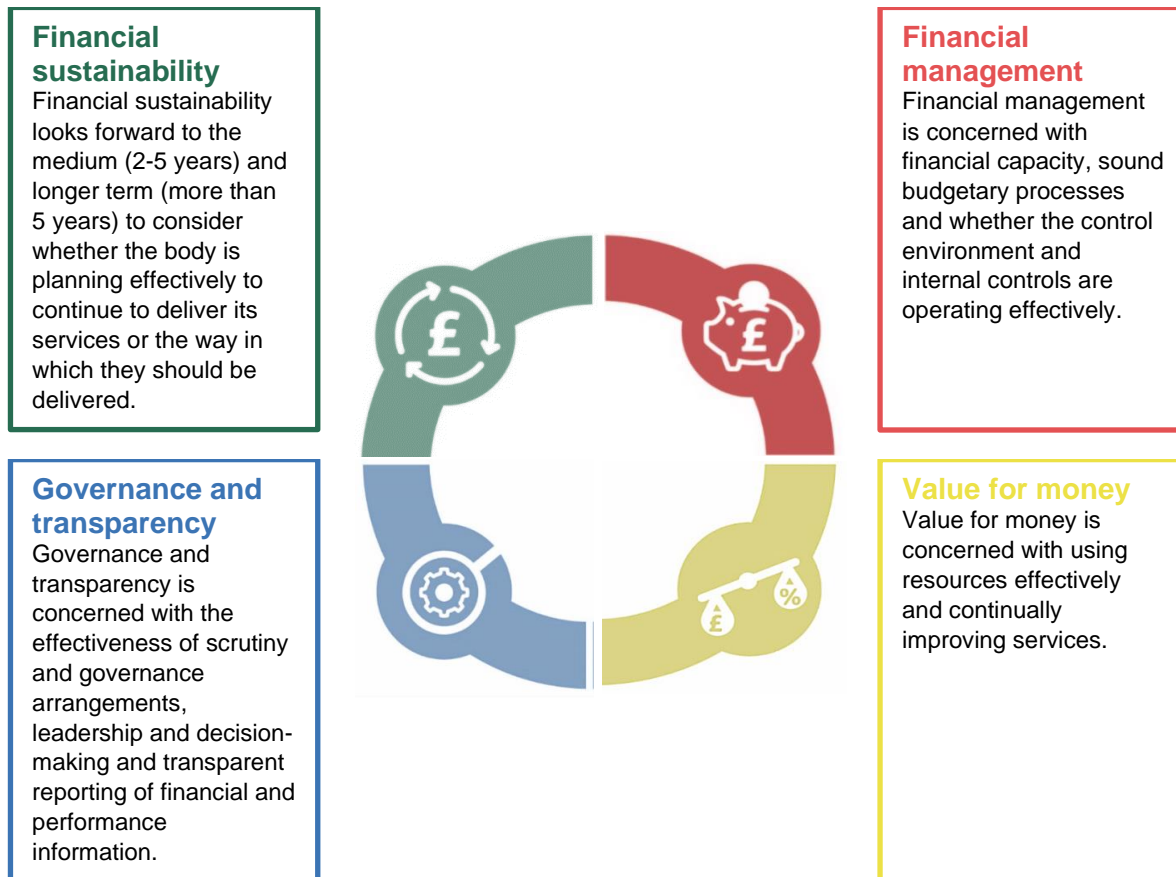 Financial
sustainability
Financial sustainability
looks forward to the
medium (2-5 years) and
longer term (more than
5 years) to consider
whether the body is
planning effectively to
continue to deliver its
services or the way in
which they should be
delivered.
Financial
management
Financial management
is concerned with
financial capacity, sound
budgetary processes
and whether the control
environment and
internal controls are
operating effectively.
£
£
Governance and
transparency
Governance and
transparency is
concerned with the
effectiveness of scrutiny
and governance
arrangements,
leadership and decision-
making and transparent
reporting of financial and
performance
information.
£
%
Value for money
Value for money is
concerned with using
resources effectively
and continually
improving services.